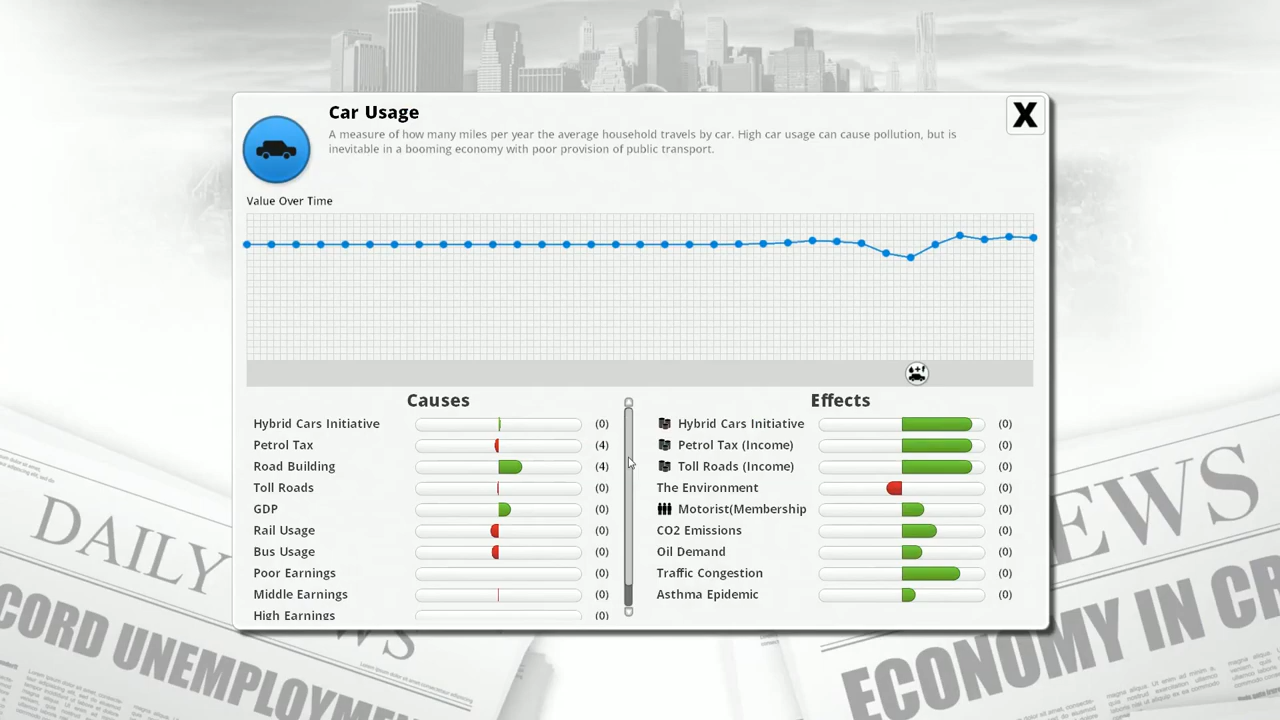 Car Usage
X
A measure of how many miles per year the average household travels by car. High car usage can cause pollution, but is
inevitable in a booming economy with poor provision of public transport.
Value Over Time
Causes
Effects
Hybrid Cars Initiative (0)
Hybrid Cars Initiative (0)
Petrol Tax (4)
Petrol Tax (Income) (0)
Road Building (4)
Toll Roads (Income) (0)
Toll Roads (0)
The Environment (0)
GDP (0)
Motorist(Membership (0)
Rail Usage (0)
CO2 Emissions (0)
Bus Usage (0)
Oil Demand (0)
Poor Earnings (0)
Traffic Congestion (0)
Middle Earnings (0)
Asthma Epidemic (0)
High Earnings (0)
DAILY
NEWS
CORD UNEMPLOYME
ECONOMY IN CR